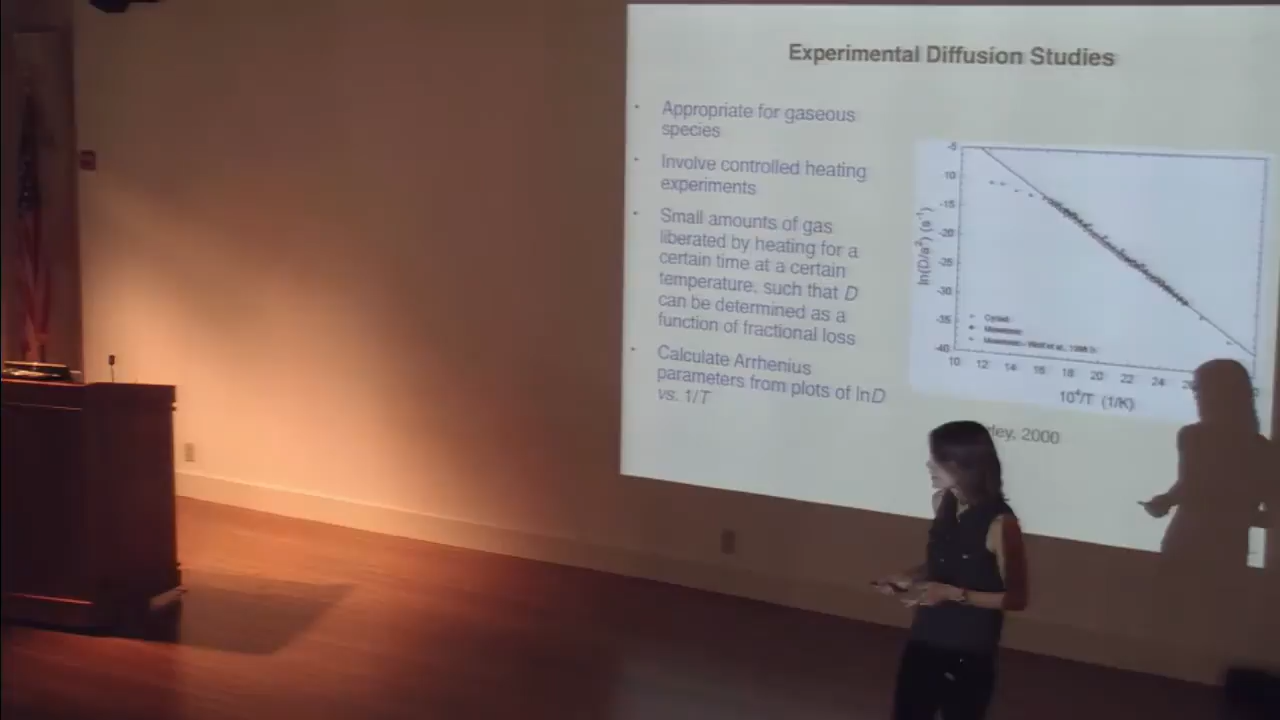 Experimental Diffusion Studies
• Appropriate for gaseous
species
• Involve controlled heating
experiments
• Small amounts of gas
liberated by heating for a
certain time at a certain
temperature, such that D
can be determined as a
function of fractional loss
• Calculate Arrhenius
parameters from plots of lnD
vs. 1/T
ln(D/a²) (s⁻¹)
-5
-10
-15
-20
-25
-30
-35
-40
10 12 14 16 18 20 22 24
10⁴/T (1/K)
2000